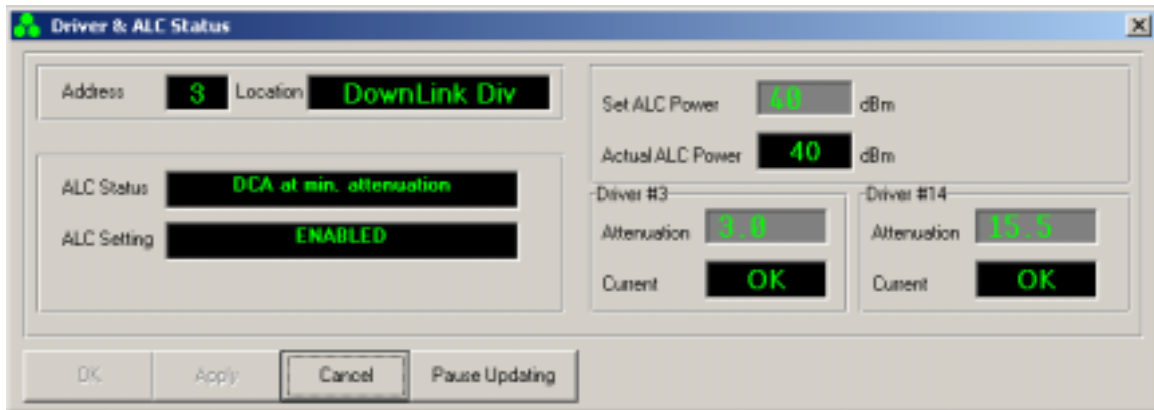 Driver & ALC Status
Address 3 Location DownLink Div
Set ALC Power 40 dBm
Actual ALC Power 40 dBm
ALC Status DCA at min. attenuation
ALC Setting ENABLED
Driver #3
Attenuation 3.0
Current OK
Driver #14
Attenuation 15.5
Current OK
OK Apply Cancel Pause Updating